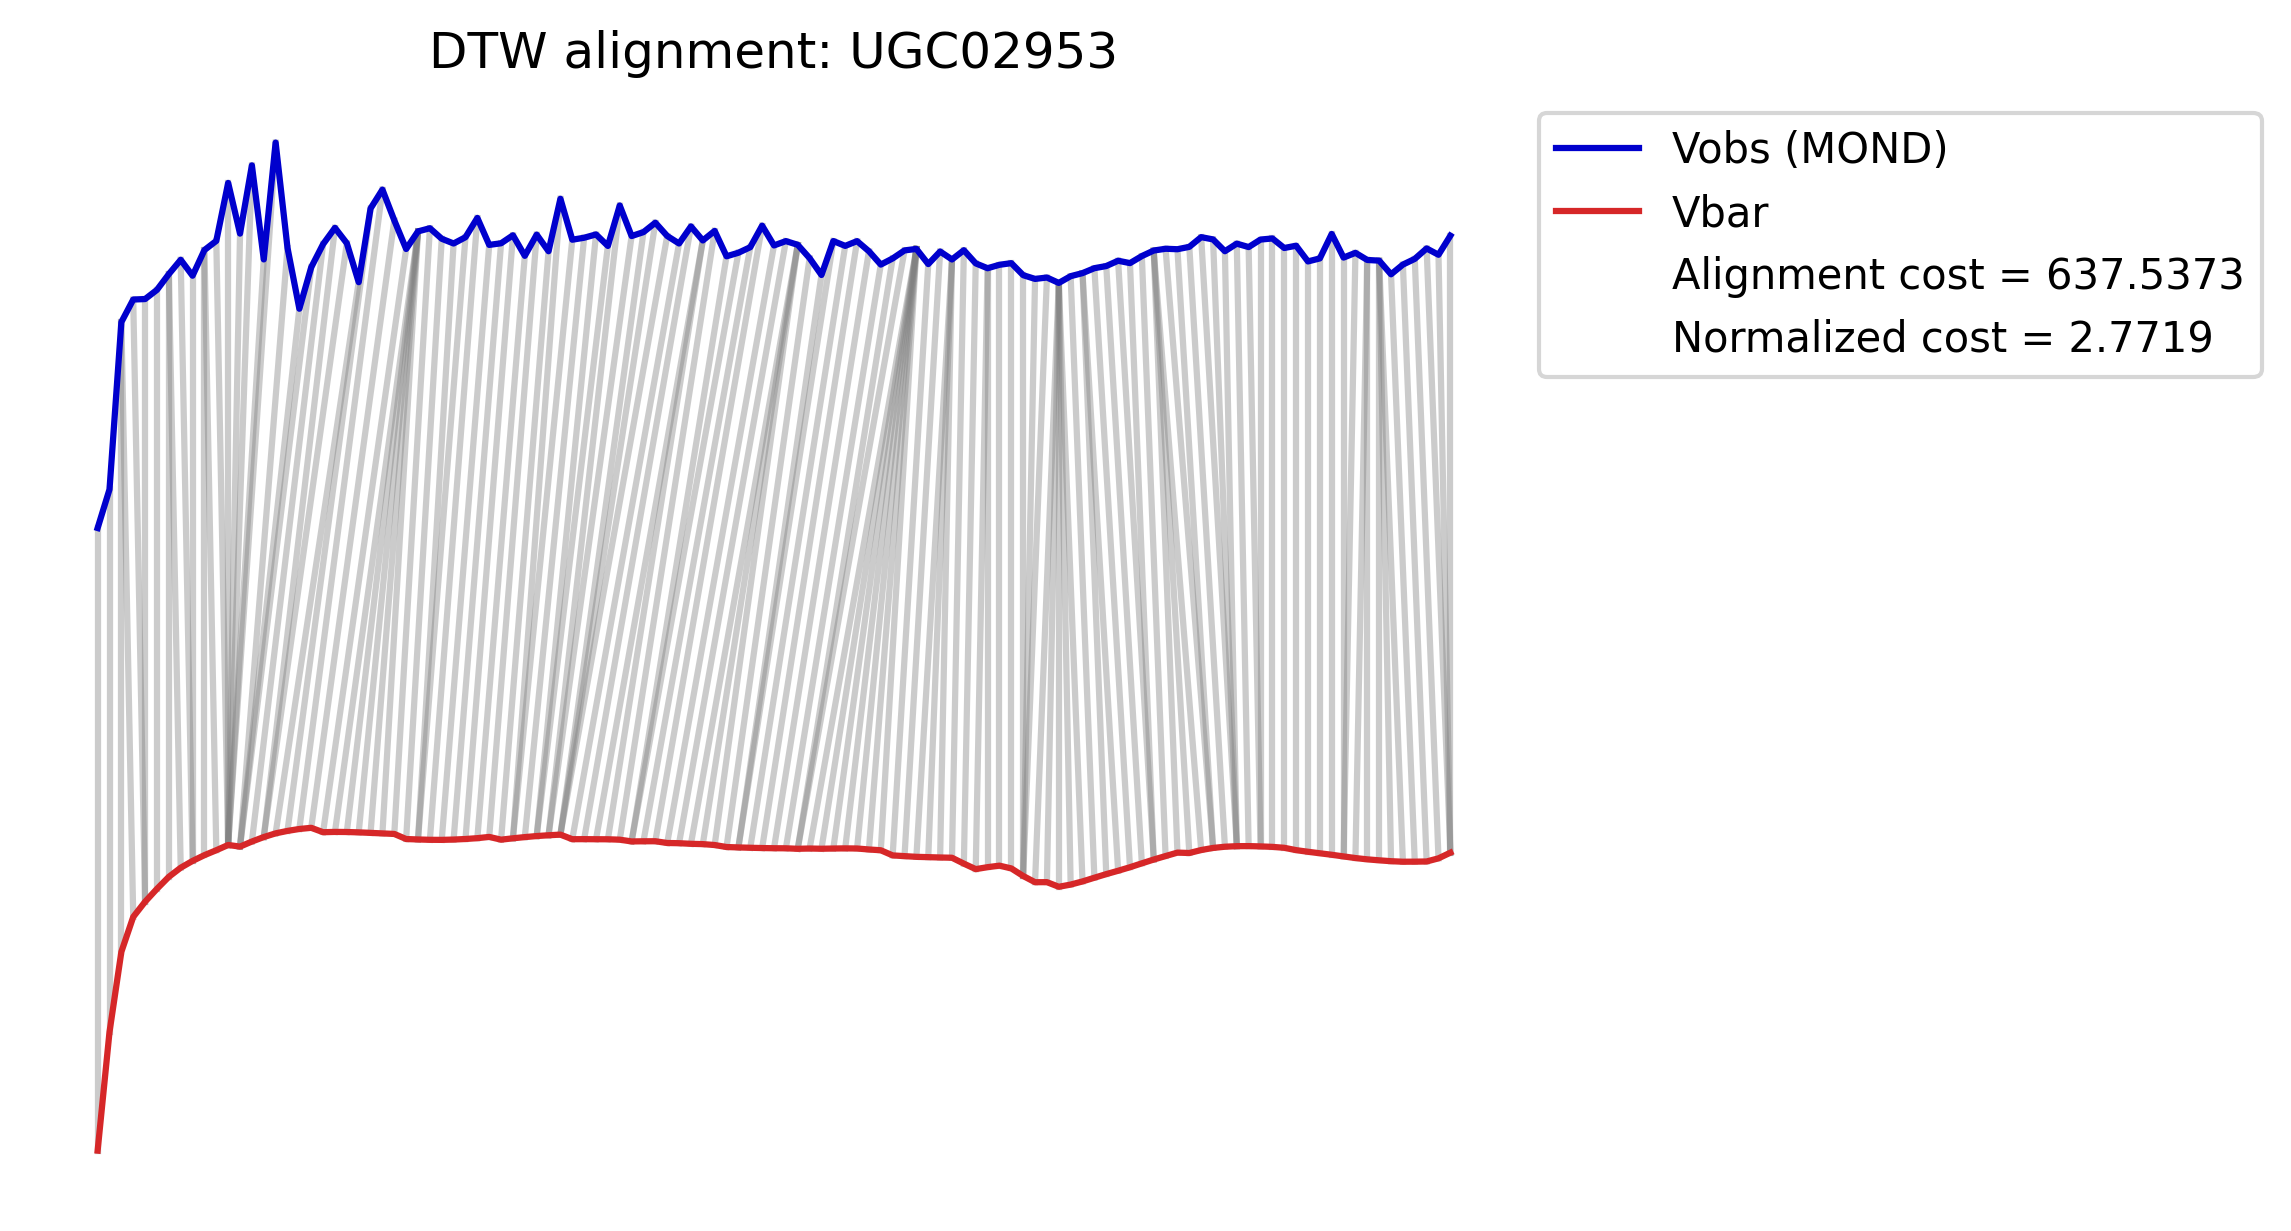 DTW alignment: UGC02953
Vobs (MOND)
Vbar
Alignment cost = 637.5373
Normalized cost = 2.7719